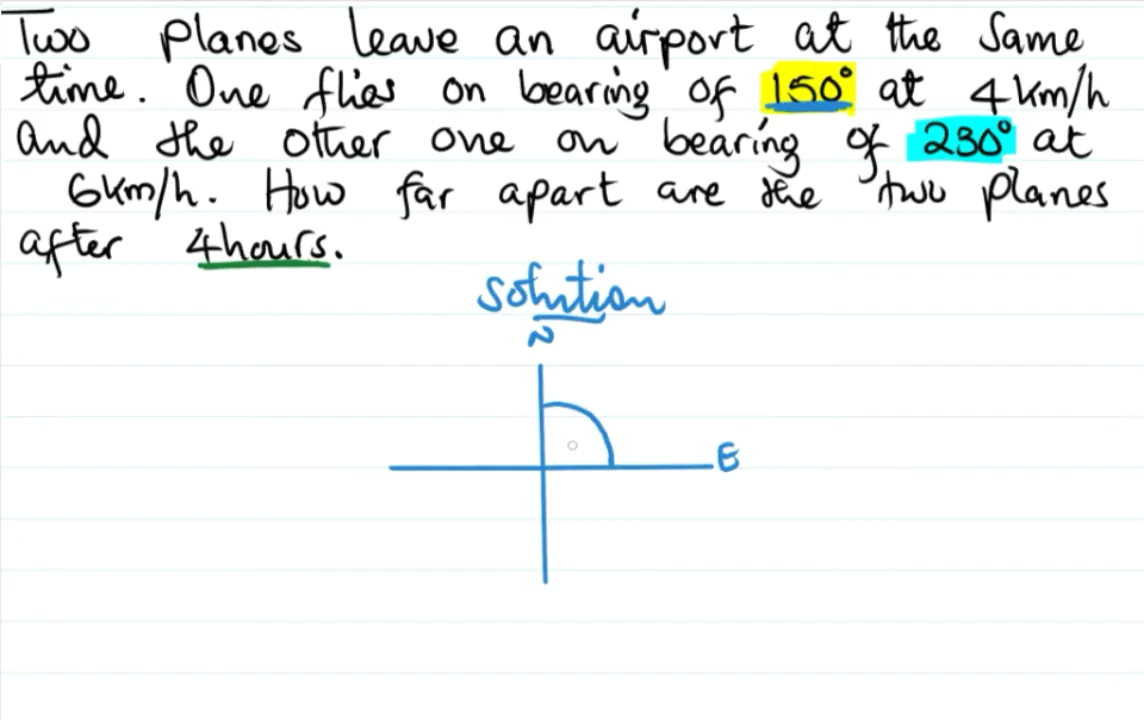 Two planes leave an airport at the same
time. One flies on bearing of 150° at 4km/h
and the other one on bearing of 230° at
6km/h. How far apart are the two planes
after 4hours.
Solution
N
E